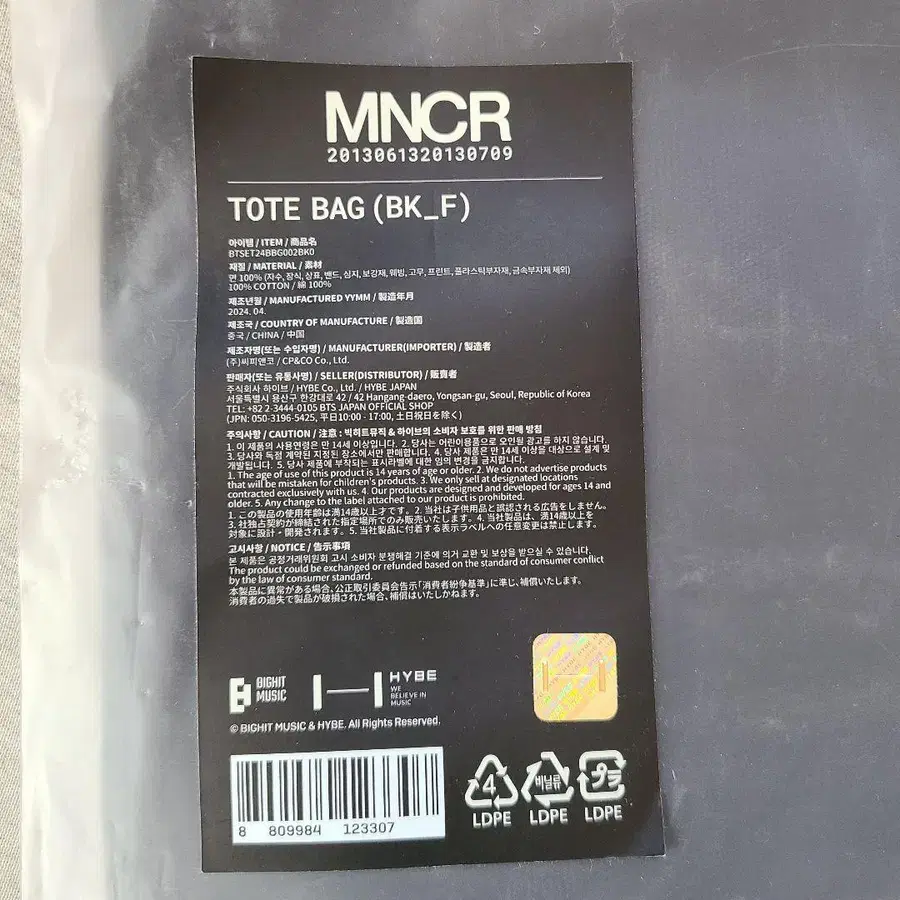 MNCR
2013061320130709
TOTE BAG (BK_F)
아이템 / ITEM / 商品名
BTSET24BBG002BK0
재질 / MATERIAL / 素材
면 100% (자수, 장식, 상표, 밴드, 심지, 보강재, 웨빙, 고무, 프린트, 플라스틱부자재, 금속부자재 제외)
100% COTTON / 綿 100%
제조년월 / MANUFACTURED YYMM / 製造年月
2024. 04.
제조국 / COUNTRY OF MANUFACTURE / 製造国
중국 / CHINA / 中国
제조자명(또는 수입자명) / MANUFACTURER(IMPORTER) / 製造者
(주)씨피앤코 / CP&CO Co., Ltd.
판매자(또는 유통사명) / SELLER(DISTRIBUTOR) / 販売者
주식회사 하이브 / HYBE Co., Ltd. / HYBE JAPAN
서울특별시 용산구 한강대로 42 / 42 Hangang-daero, Yongsan-gu, Seoul, Republic of Korea
TEL: +82 2-3444-0105 BTS JAPAN OFFICIAL SHOP
(JPN: 050-3196-5425, 平日10:00 - 17:00, 土日祝日を除く)
주의사항 / CAUTION / 注意 : 빅히트뮤직 & 하이브의 소비자 보호를 위한 판매 방침
1. 이 제품의 사용연령은 만 14세 이상입니다. 2. 당사는 어린이용품으로 오인될 광고를 하지 않습니다.
3. 당사와 독점 계약된 지정된 장소에서만 판매합니다. 4. 당사 제품은 만 14세 이상을 대상으로 설계 및
개발됩니다. 5. 당사 제품에 부착되는 표시라벨에 대한 임의 변경을 금지합니다.
1. The age of use of this product is 14 years of age or older. 2. We do not advertise products
that will be mistaken for children's products. 3. We only sell at designated locations
contracted exclusively with us. 4. Our products are designed and developed for ages 14 and
older. 5. Any change to the label attached to our product is prohibited.
1. この製品の使用年齢は満14歳以上才です。2. 当社は子供用品と誤認される広告をしません。
3. 社独占契約が締結された指定場所でのみ販売いたします。4. 当社製品は、満14歳以上を
対象に設計・開発されます。5. 当社製品に付着する表示ラベルへの任意変更は禁止します。
고시사항 / NOTICE / 告示事項
본 제품은 공정거래위원회 고시 소비자 분쟁해결 기준에 의거 교환 및 보상을 받으실 수 있습니다.
The product could be exchanged or refunded based on the standard of consumer conflict
by the law of consumer standard.
本製品に異常がある場合、公正取引委員会告示「消費者紛争基準」に準じ、補償いたします。
消費者の過失で製品が破損された場合、補償はいたしかねます。
BIGHIT
MUSIC
HYBE
WE
BELIEVE IN
MUSIC
© BIGHIT MUSIC & HYBE. All Rights Reserved.
8 809984 123307
4
LDPE
비닐류
LDPE
プラ
LDPE